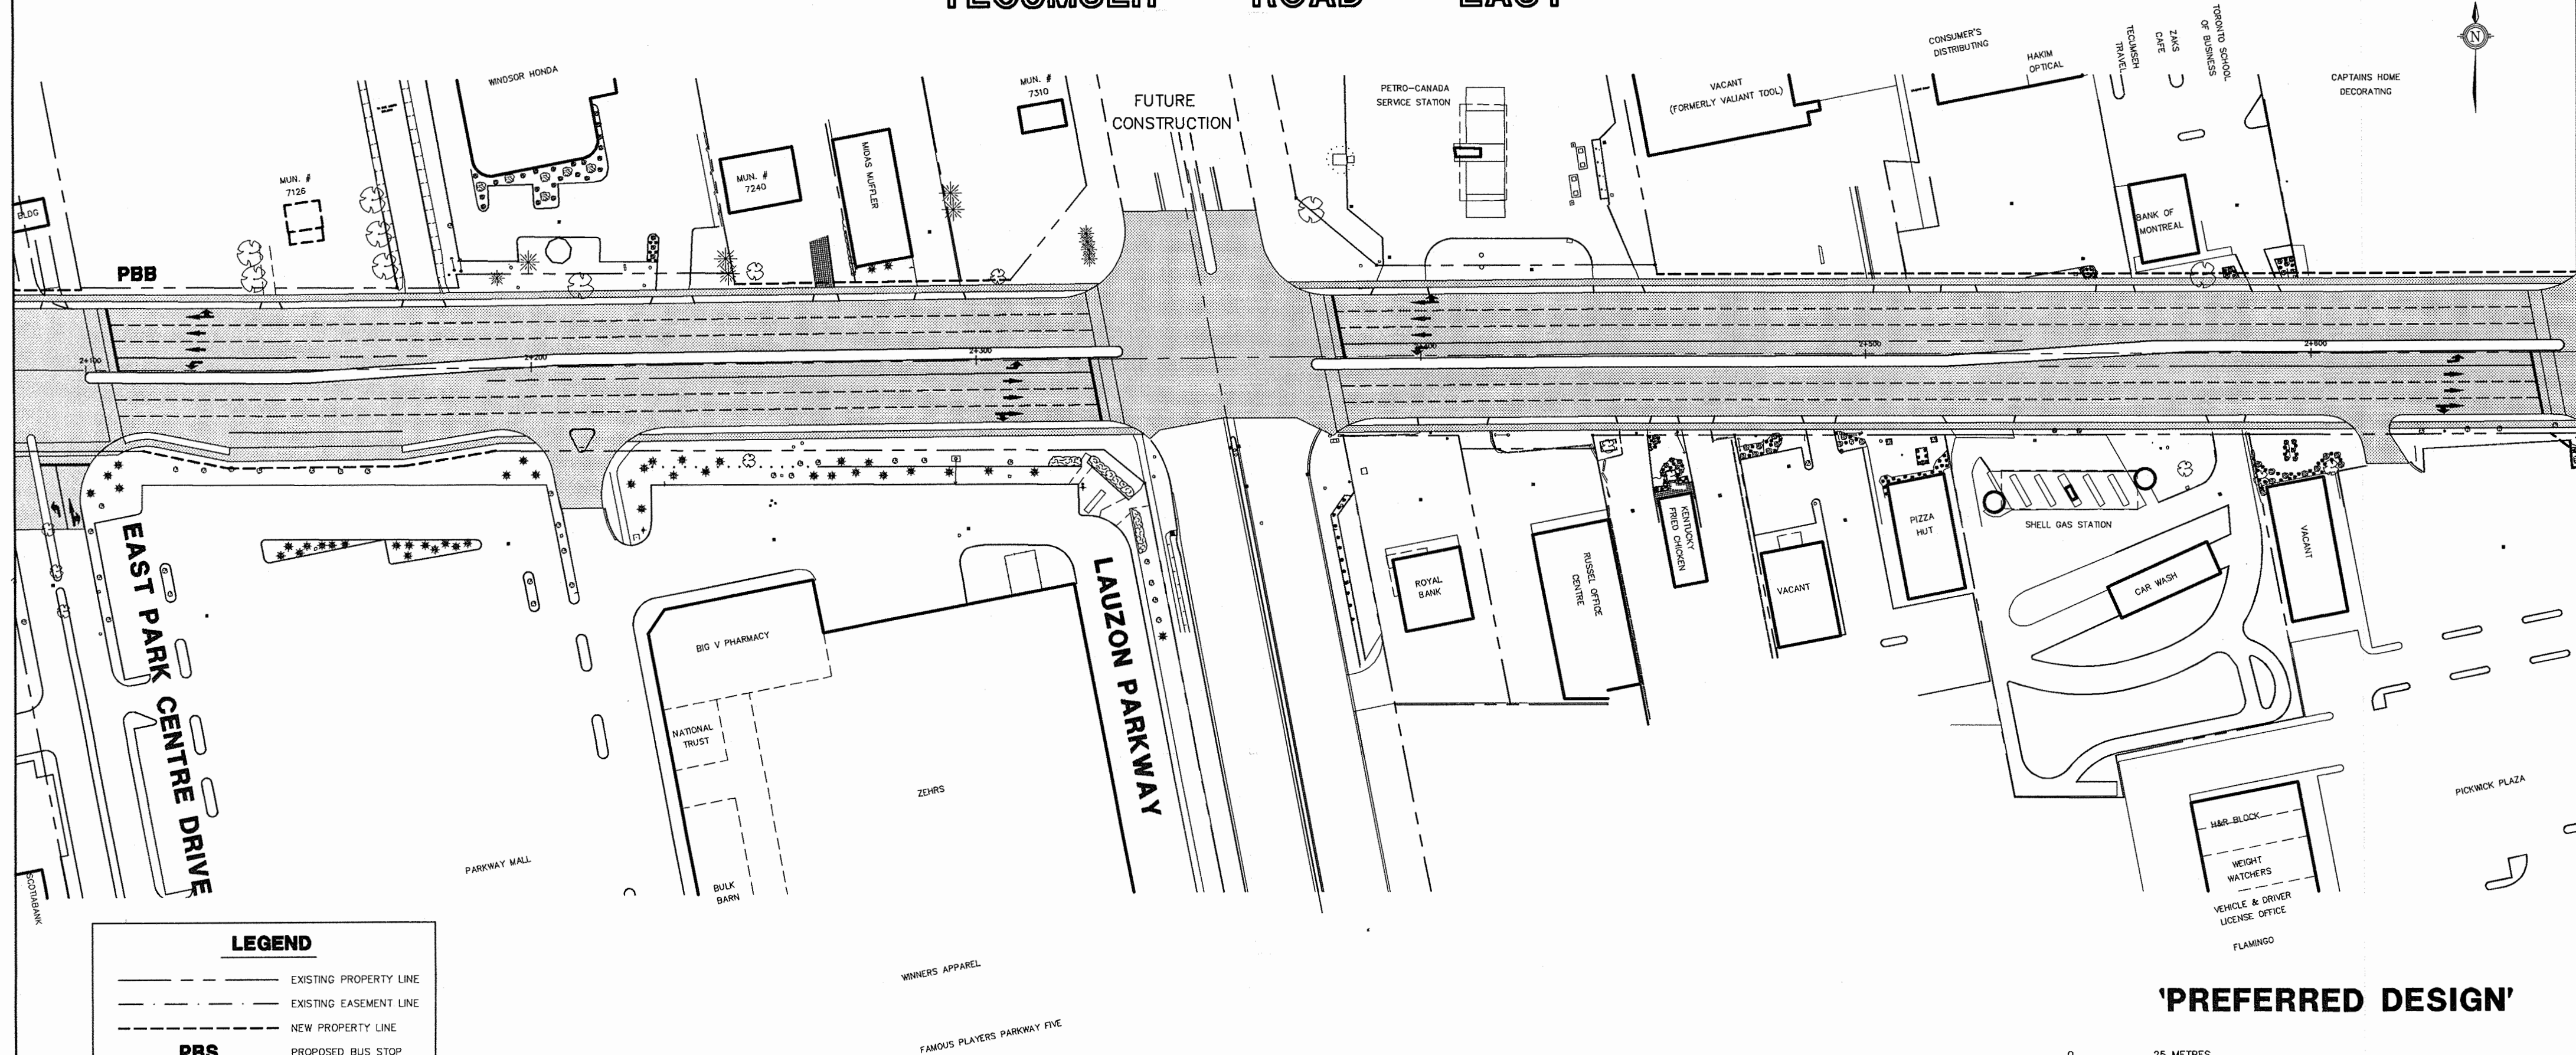 TECUMSEH ROAD EAST
WINDSOR HONDA
MUN. #
7310
FUTURE
CONSTRUCTION
PETRO-CANADA
SERVICE STATION
VACANT
(FORMERLY VALIANT TOOL)
CONSUMER'S
DISTRIBUTING
HAKIM
OPTICAL
TECUMSEH
TRAVEL
ZAKS
CAFE
TORONTO SCHOOL
OF BUSINESS
CAPTAINS HOME
DECORATING
N
BLDG
MUN. #
7126
MUN. #
7240
MIDAS MUFFLER
BANK OF
MONTREAL
PBB
2+100
2+200
2+300
2+500
2+600
EAST PARK CENTRE DRIVE
LAUZON PARKWAY
ROYAL
BANK
RUSSEL OFFICE
CENTRE
KENTUCKY
FRIED CHICKEN
VACANT
PIZZA
HUT
SHELL GAS STATION
CAR WASH
VACANT
BIG V PHARMACY
NATIONAL
TRUST
ZEHRS
PARKWAY MALL
BULK
BARN
SCOTIABANK
PICKWICK PLAZA
H&R BLOCK
WEIGHT
WATCHERS
VEHICLE & DRIVER
LICENSE OFFICE
FLAMINGO
WINNERS APPAREL
FAMOUS PLAYERS PARKWAY FIVE
LEGEND
EXISTING PROPERTY LINE
EXISTING EASEMENT LINE
NEW PROPERTY LINE
PBS PROPOSED BUS STOP
'PREFERRED DESIGN'
0 25 METRES